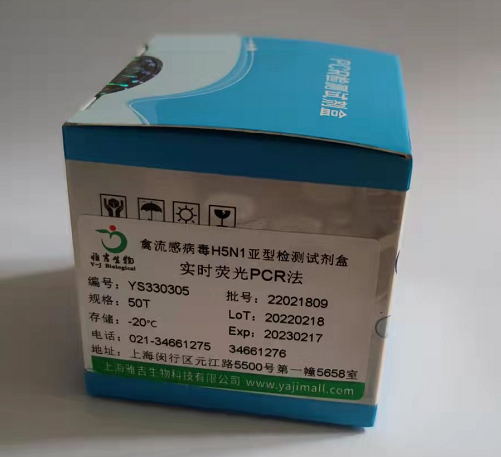 PCR检测试剂盒
雅吉生物
Y-J Biological
禽流感病毒H5N1亚型检测试剂盒
实时荧光PCR法
编号: YS330305
批号: 22021809
规格: 50T
LoT: 20220218
存储: -20℃
Exp: 20230217
电话: 021-34661275 34661276
地址: 上海闵行区元江路5500号第一幢5658室
上海雅吉生物科技有限公司 www.yajimall.com